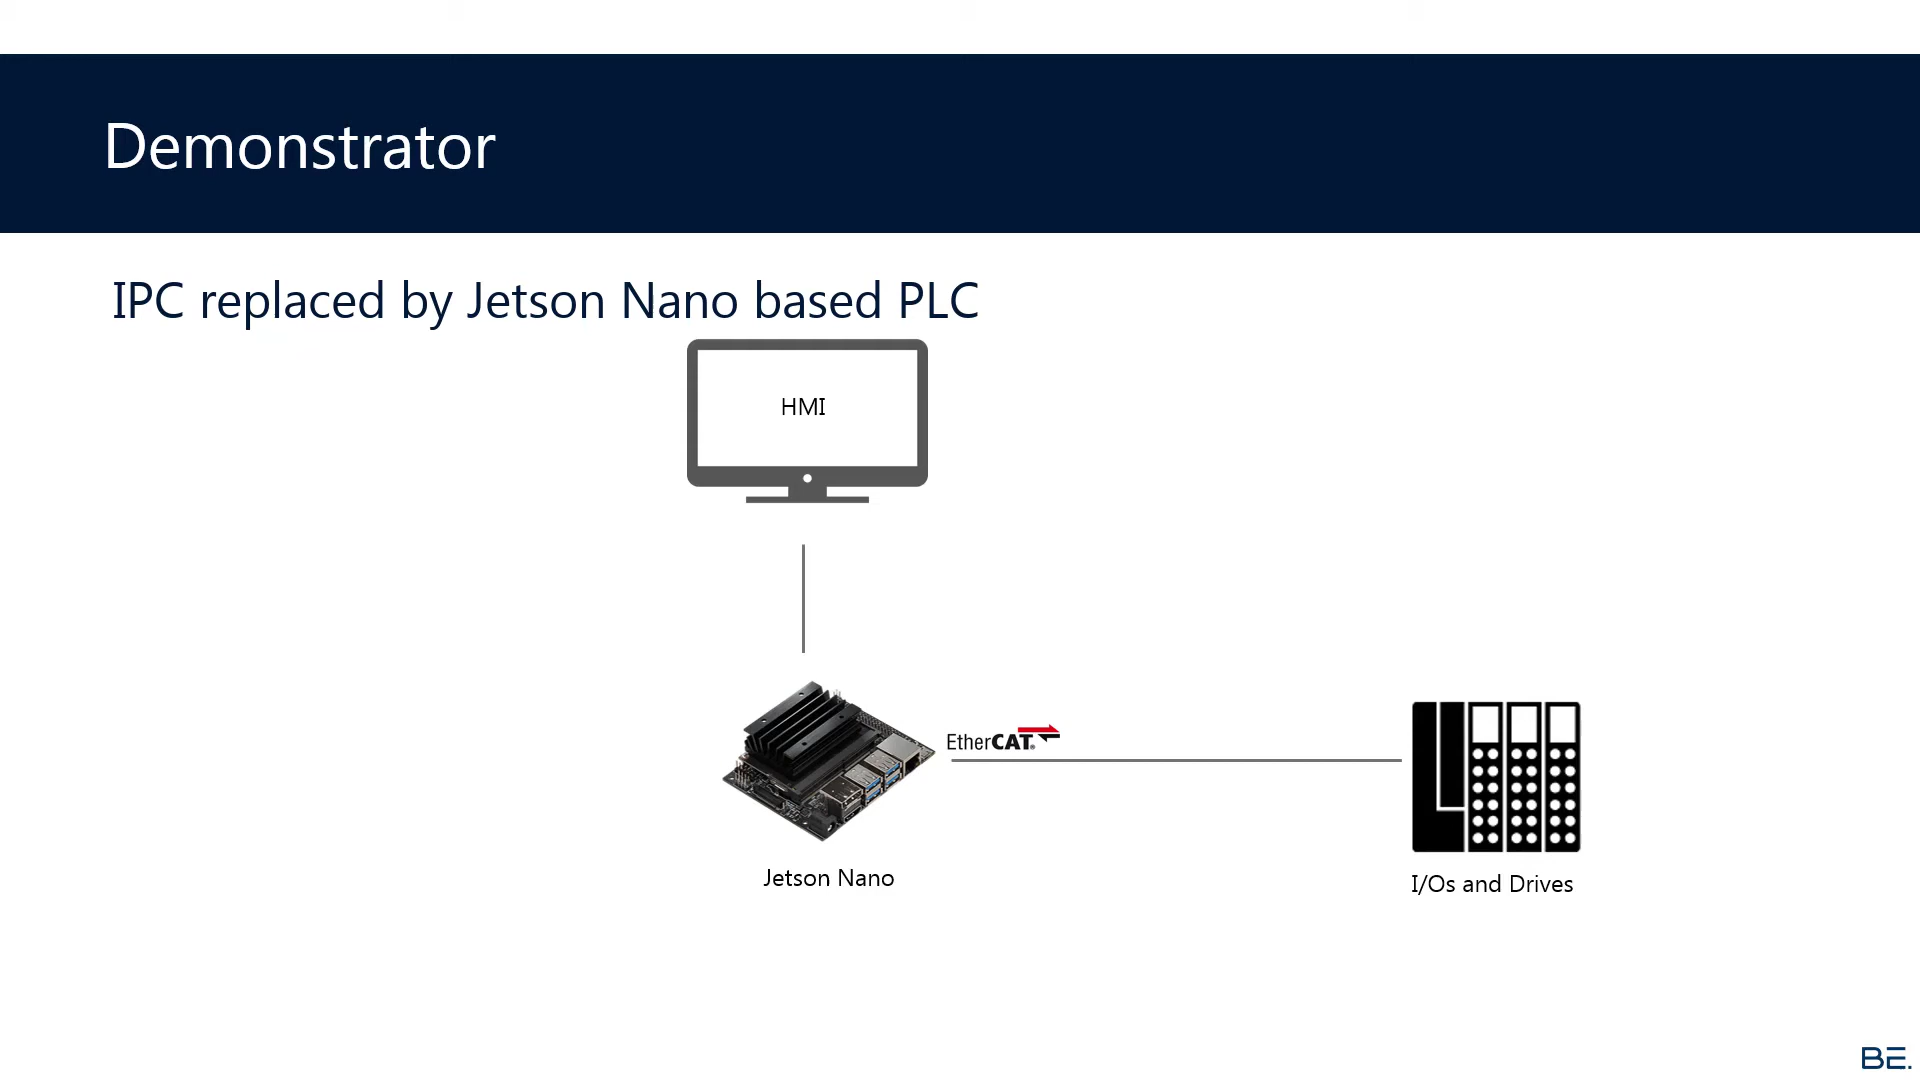 Demonstrator
IPC replaced by Jetson Nano based PLC
HMI
EtherCAT®
Jetson Nano
I/Os and Drives
BE.